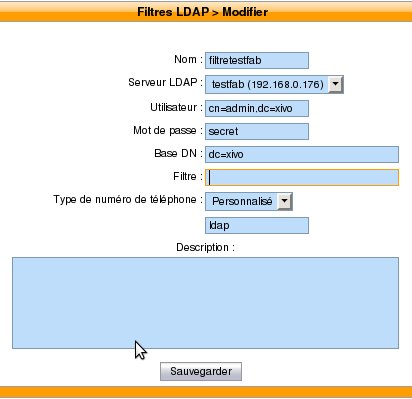 Filtres LDAP > Modifier
Nom : filtretestfab
Serveur LDAP : testfab (192.168.0.176)
Utilisateur : cn=admin,dc=xivo
Mot de passe : secret
Base DN : dc=xivo
Filtre :
Type de numéro de téléphone : Personnalisé
ldap
Description :
Sauvegarder